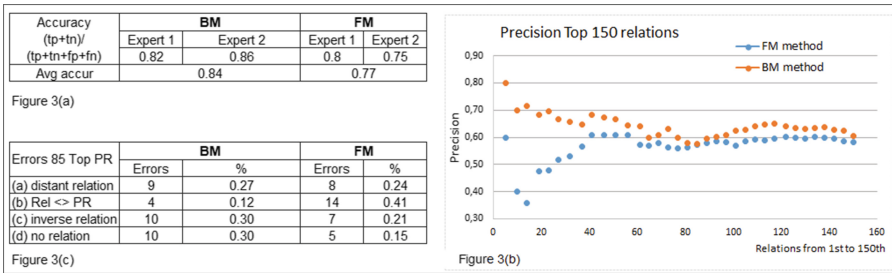 Accuracy BM FM
(tp+tn)/ Expert 1 Expert 2 Expert 1 Expert 2
(tp+tn+fp+fn) 0.82 0.86 0.8 0.75
Avg accur 0.84 0.77
Figure 3(a)
Errors 85 Top PR BM FM
Errors % Errors %
(a) distant relation 9 0.27 8 0.24
(b) Rel <> PR 4 0.12 14 0.41
(c) inverse relation 10 0.30 7 0.21
(d) no relation 10 0.30 5 0.15
Figure 3(c)
Precision Top 150 relations
FM method
BM method
Precision
0,90
0,80
0,70
0,60
0,50
0,40
0,30
0 20 40 60 80 100 120 140 160
Relations from 1st to 150th
Figure 3(b)